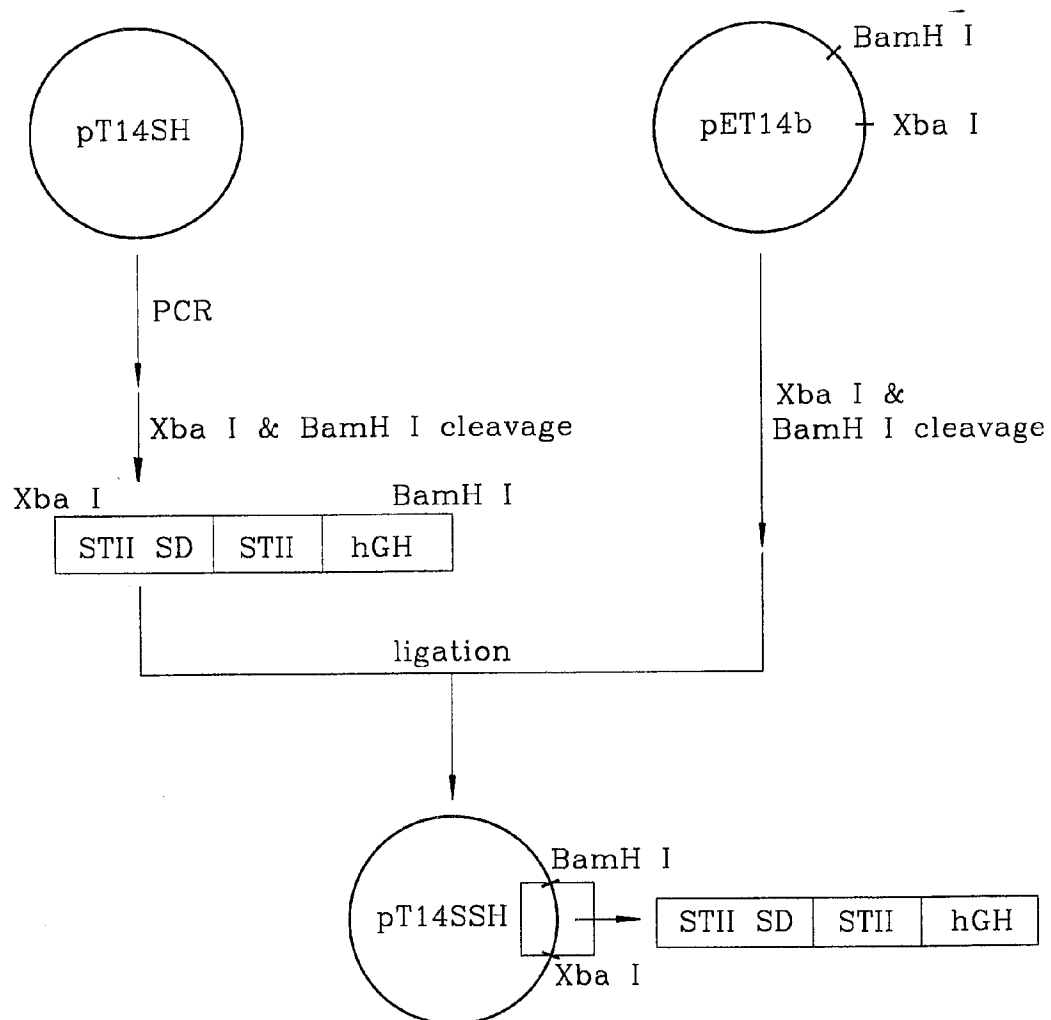 BamH I
pT14SH
pET14b
Xba I
PCR
Xba I &
BamH I cleavage
Xba I & BamH I cleavage
Xba I
BamH I
STII SD
STII
hGH
ligation
BamH I
pT14SSH
STII SD
STII
hGH
Xba I